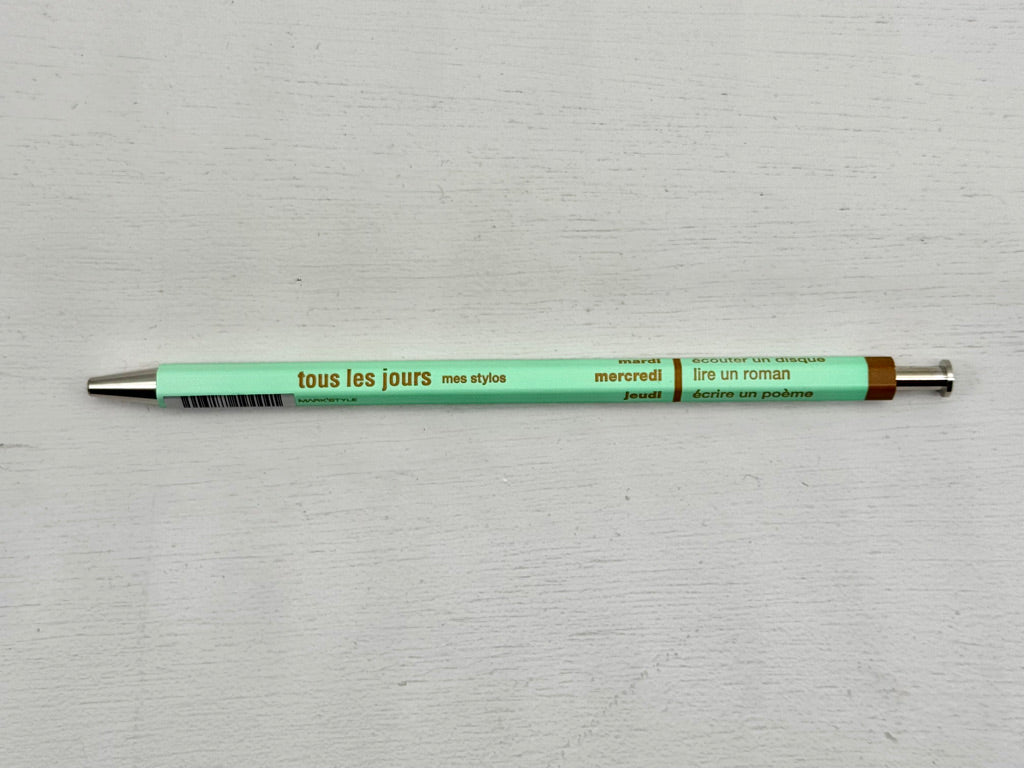 tous les jours mes stylos
MARK'STYLE
mardi écouter un disque
mercredi lire un roman
jeudi écrire un poème